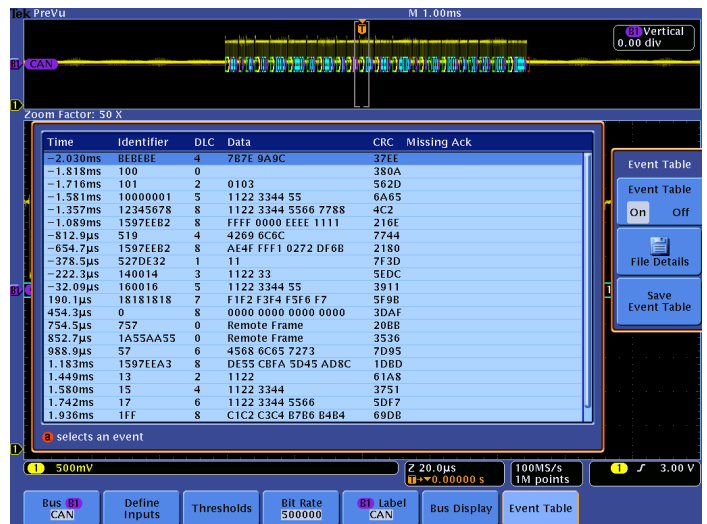 Tek PreVu M 1.00ms
B1 Vertical
0.00 div
T
B1 CAN
1
Zoom Factor: 50 X
Time Identifier DLC Data CRC Missing Ack
−2.030ms BEBEBE 4 7B7E 9A9C 37EE
−1.818ms 100 0 380A
−1.716ms 101 2 0103 562D
−1.581ms 10000001 5 1122 3344 55 6A65
−1.357ms 12345678 8 1122 3344 5566 7788 4C2
−1.089ms 1597EEB2 8 FFFF 0000 EEEE 1111 216E
−812.9µs 519 4 4269 6C6C 7744
−654.7µs 1597EEB2 8 AE4F FFF1 0272 DF6B 2180
−378.5µs 527DE32 1 11 7F3D
−222.3µs 140014 3 1122 33 5EDC
−32.09µs 160016 5 1122 3344 55 3911
190.1µs 18181818 7 F1F2 F3F4 F5F6 F7 5F9B
454.3µs 0 8 0000 0000 0000 0000 3DAF
754.5µs 757 0 Remote Frame 20BB
852.7µs 1A55AA55 0 Remote Frame 3536
988.9µs 57 6 4568 6C65 7273 7D95
1.183ms 1597EEA3 8 DE55 CBFA 5D45 AD8C 1DBD
1.449ms 13 2 1122 61A8
1.580ms 15 4 1122 3344 3751
1.742ms 17 6 1122 3344 5566 5DF7
1.936ms 1FF 8 C1C2 C3C4 B7B6 B4B4 69DB
a selects an event
Event Table
Event Table
On Off
File Details
Save
Event Table
B1
1
1 500mV
Z 20.0µs
T→▼0.00000 s
100MS/s
1M points
1 ∫ 3.00 V
Bus B1
CAN
Define
Inputs
Thresholds
Bit Rate
500000
B1 Label
CAN
Bus Display
Event Table